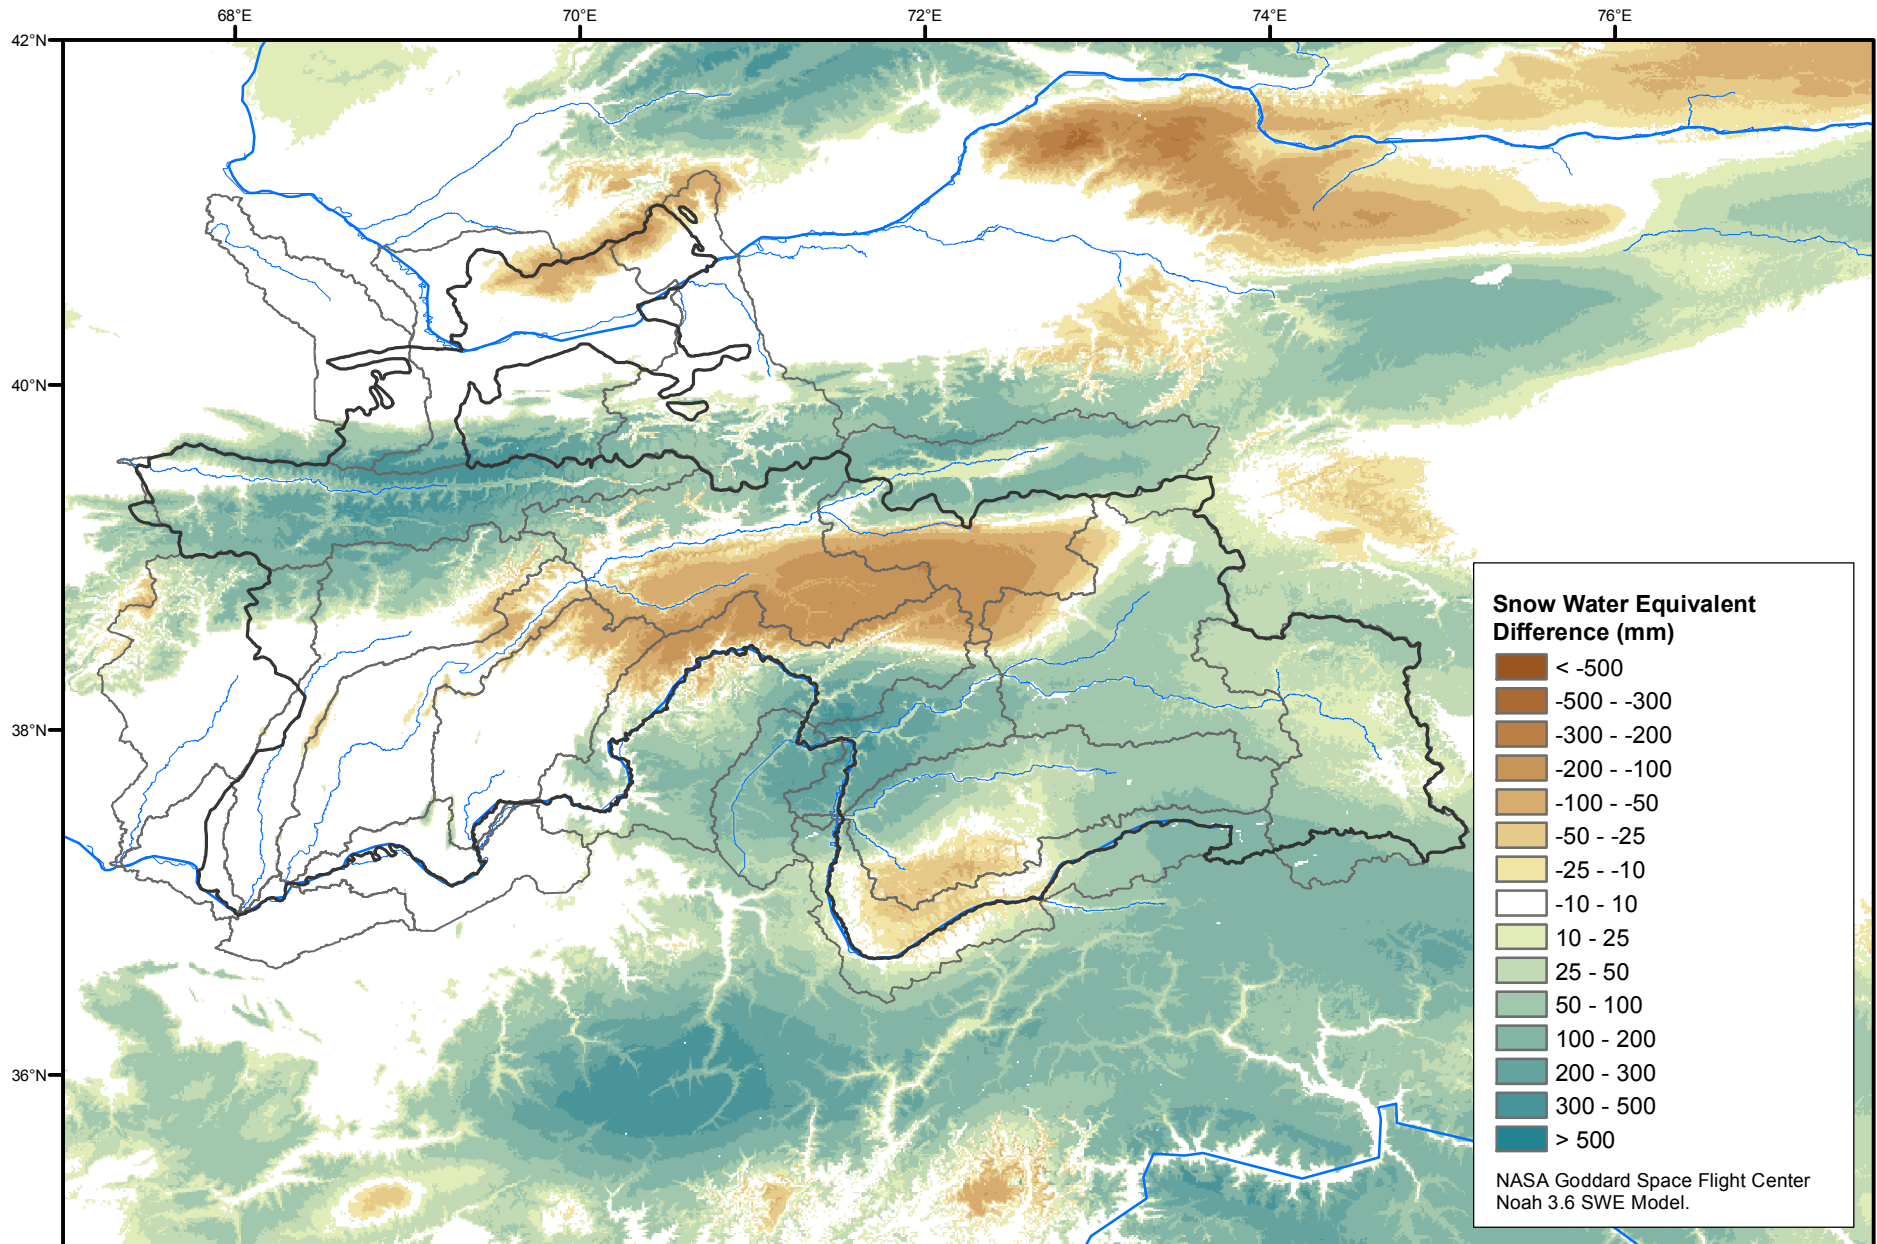 68°E
70°E
72°E
74°E
76°E
42°N
40°N
38°N
36°N
Snow Water Equivalent
Difference (mm)
< -500
-500 - -300
-300 - -200
-200 - -100
-100 - -50
-50 - -25
-25 - -10
-10 - 10
10 - 25
25 - 50
50 - 100
100 - 200
200 - 300
300 - 500
> 500
NASA Goddard Space Flight Center
Noah 3.6 SWE Model.